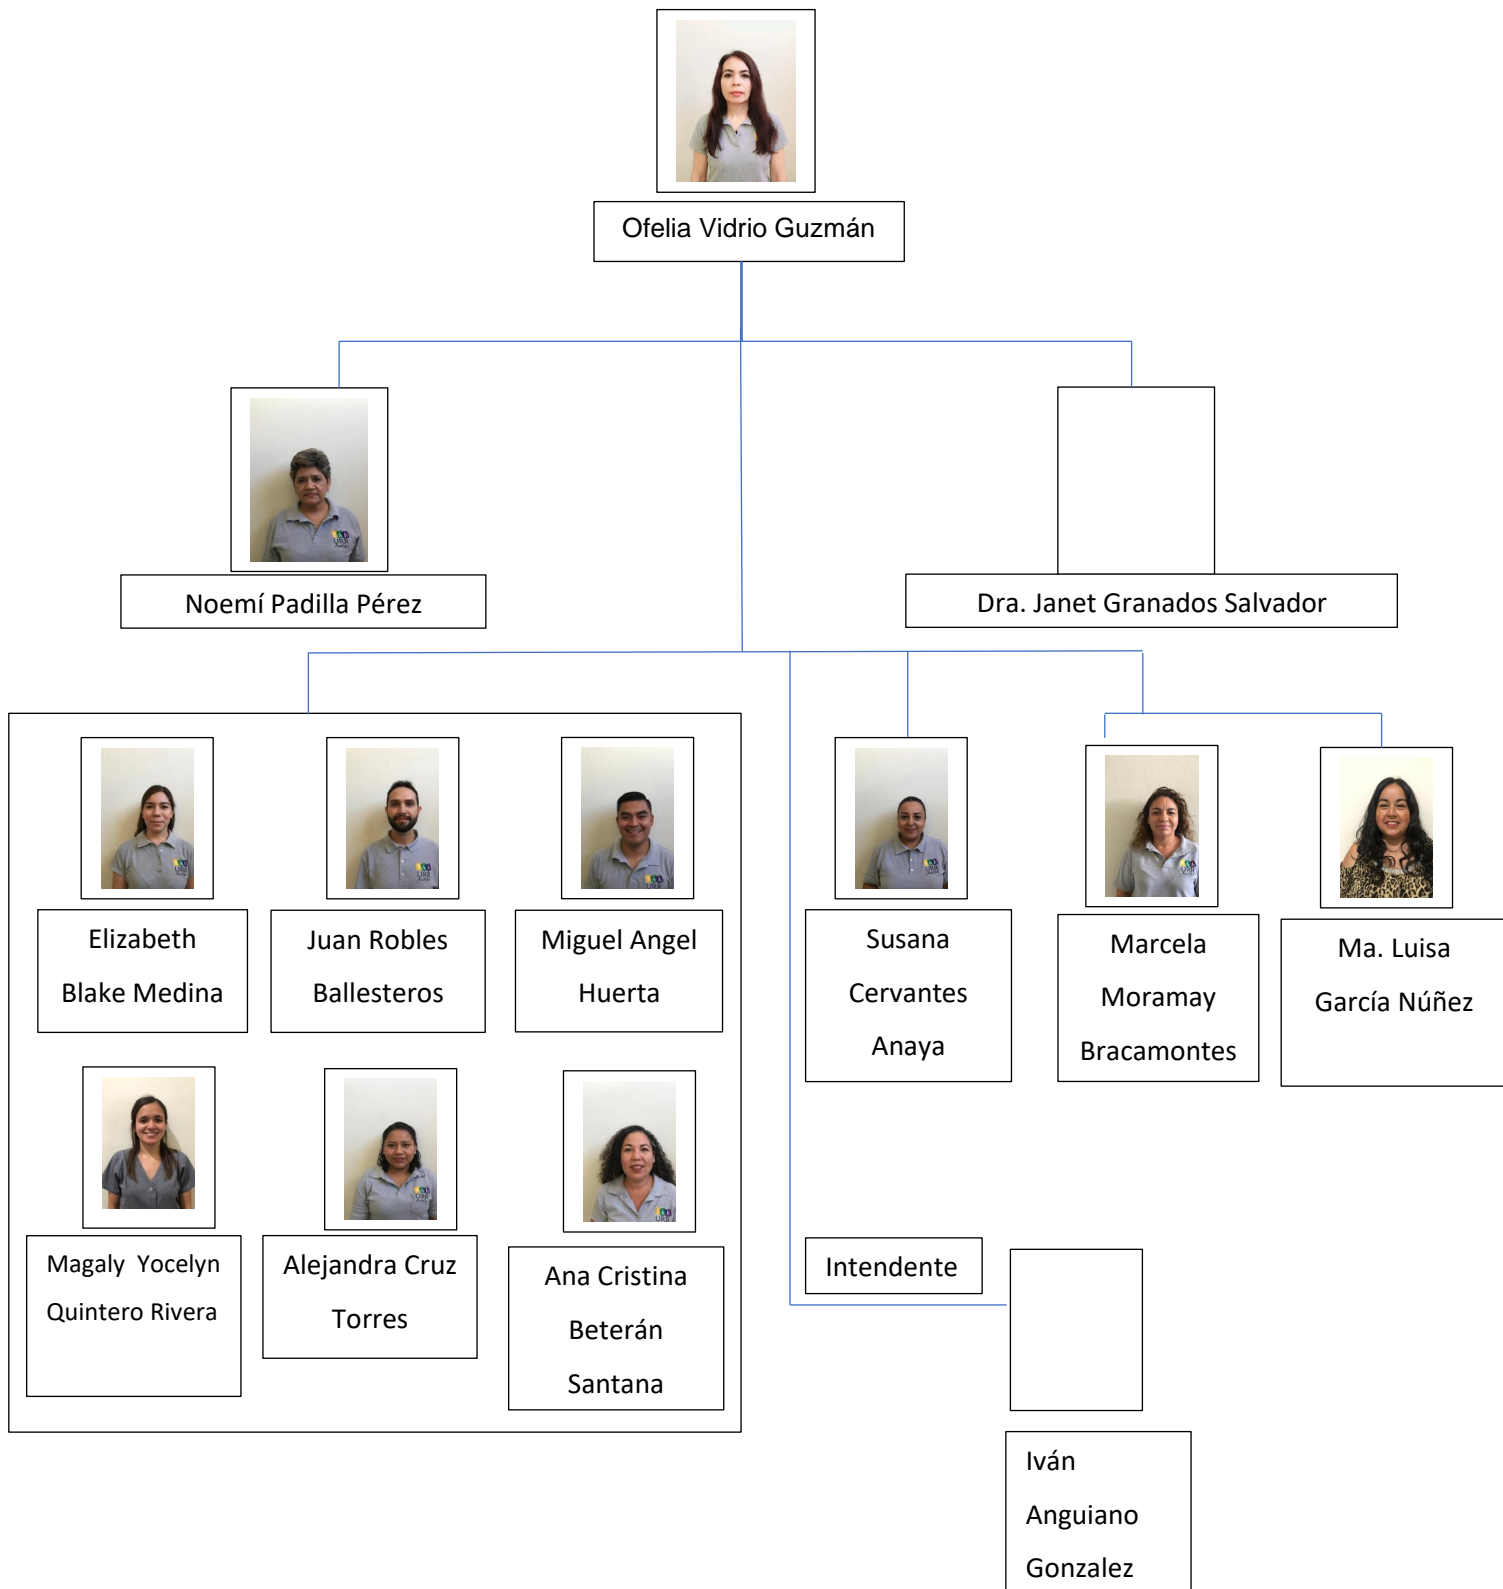 Ofelia Vidrio Guzmán
Noemí Padilla Pérez
Dra. Janet Granados Salvador
Elizabeth
Blake Medina
Juan Robles
Ballesteros
Miguel Angel
Huerta
Susana
Cervantes
Anaya
Marcela
Moramay
Bracamontes
Ma. Luisa
García Núñez
Magaly Yocelyn
Quintero Rivera
Alejandra Cruz
Torres
Ana Cristina
Beterán
Santana
Intendente
Iván
Anguiano
Gonzalez